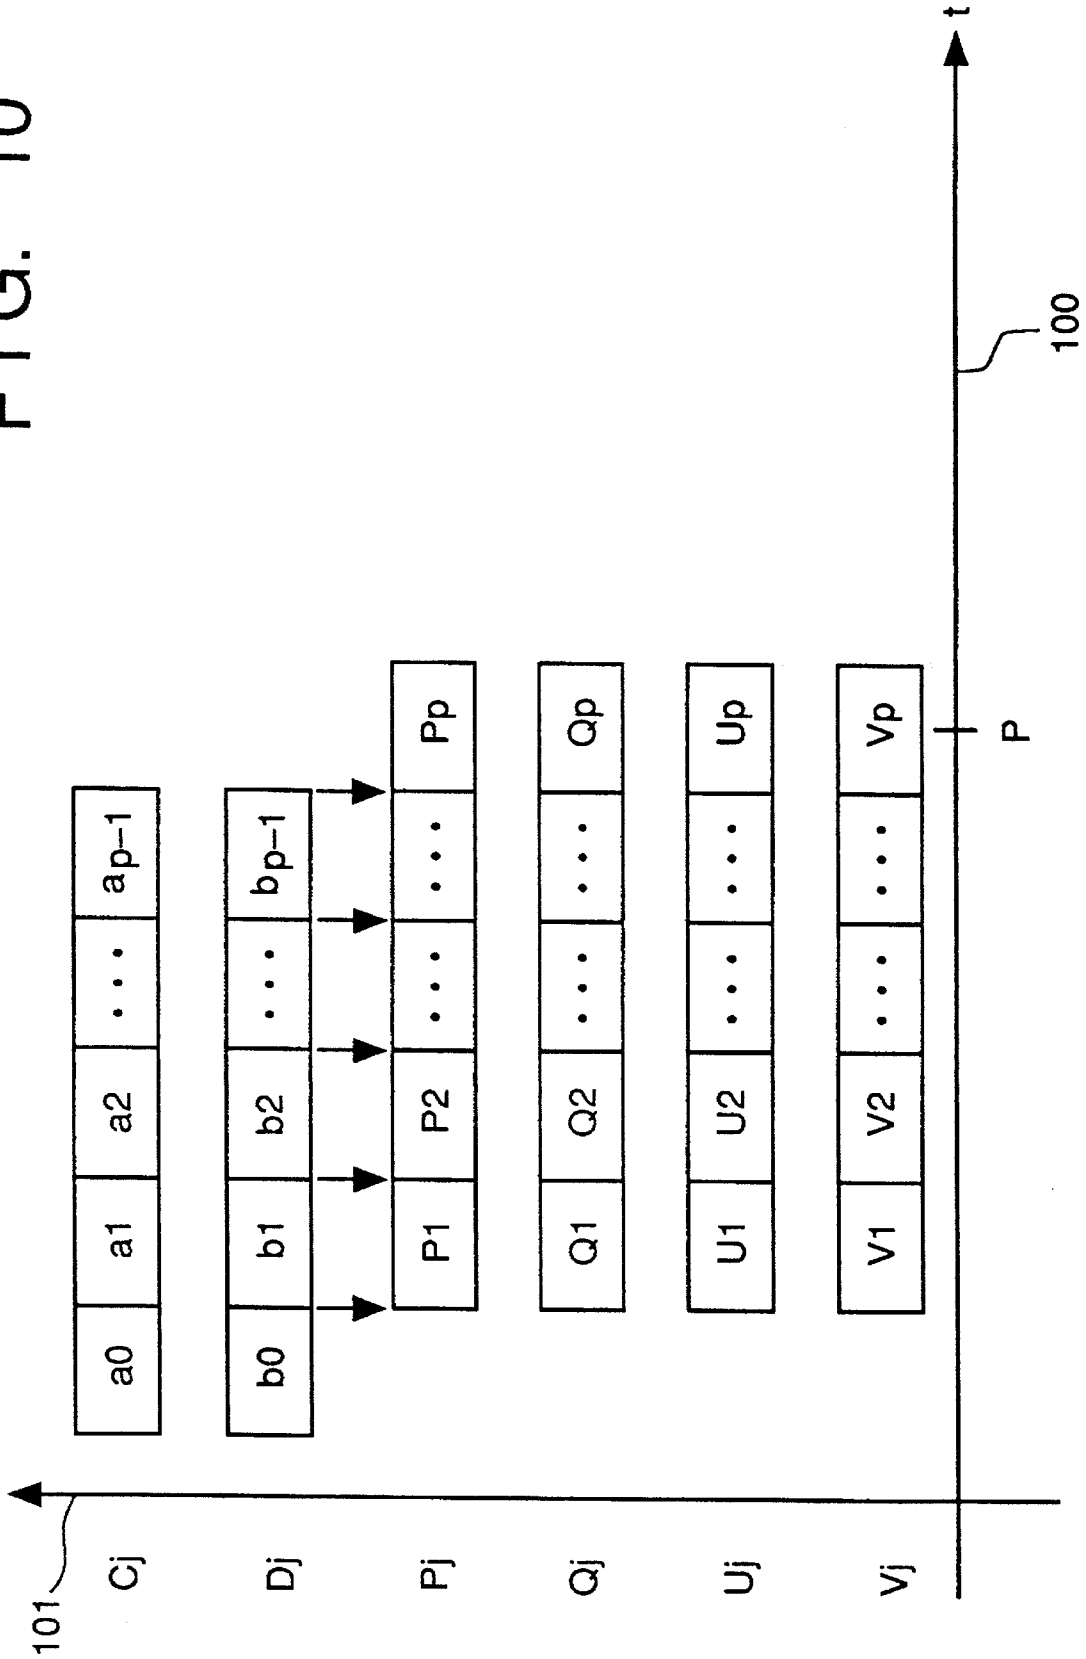 FIG. 10
101
Cj a0 a1 a2 ... ap-1
Dj b0 b1 b2 ... bp-1
Pj P1 P2 .... .... Pp
Qj Q1 Q2 .... .... Qp
Uj U1 U2 .... .... Up
Vj V1 V2 .... .... Vp
t
P
100